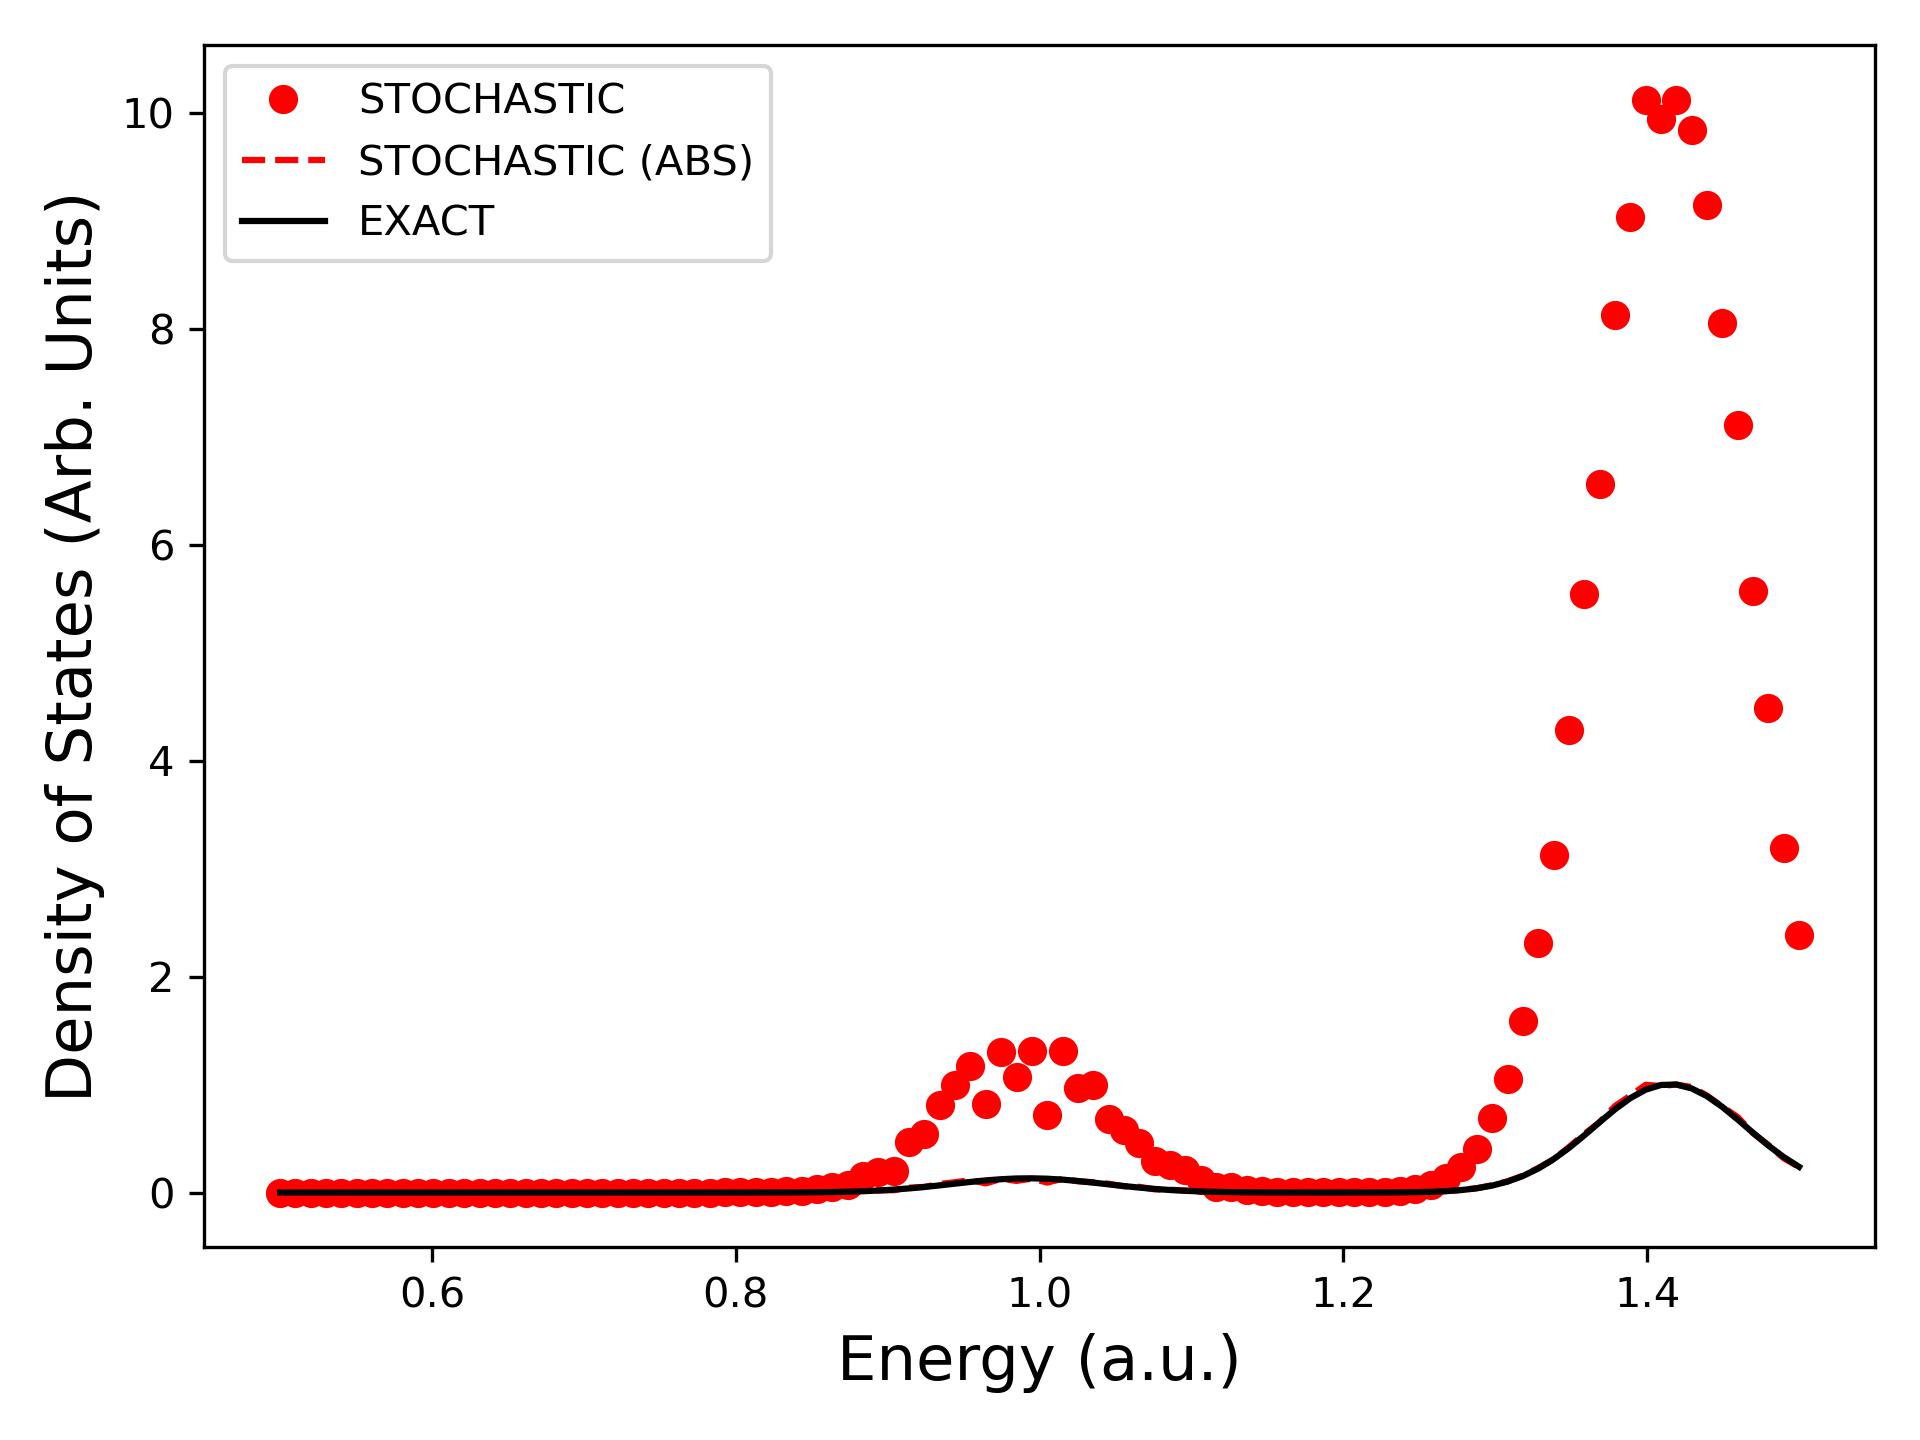 STOCHASTIC
STOCHASTIC (ABS)
EXACT
Density of States (Arb. Units)
10
8
6
4
2
0
0.6 0.8 1.0 1.2 1.4
Energy (a.u.)